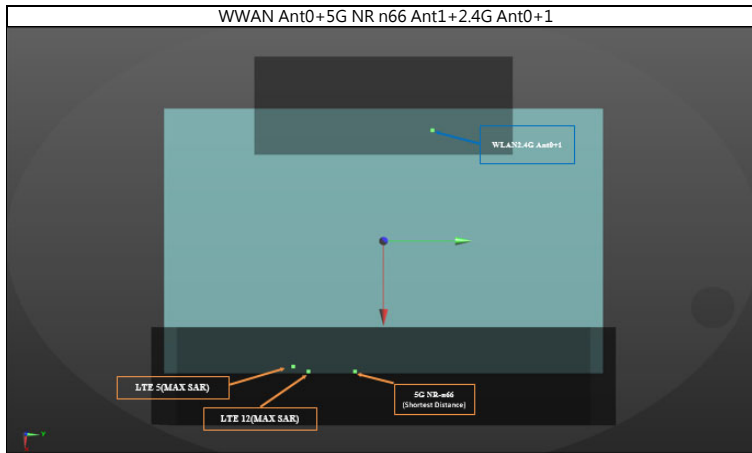 WWAN Ant0+5G NR n66 Ant1+2.4G Ant0+1
WLAN2.4G Ant0+1
LTE 5(MAX SAR)
LTE 12(MAX SAR)
5G NR-n66
(Shortest Distance)